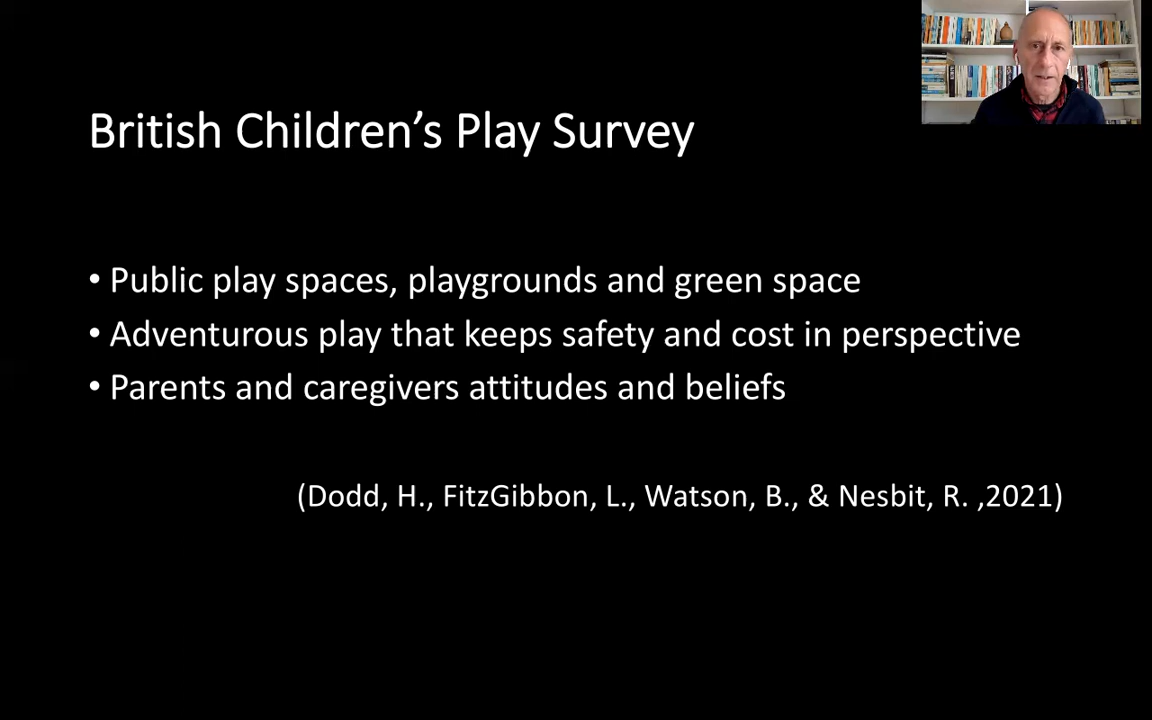 British Children’s Play Survey
• Public play spaces, playgrounds and green space
• Adventurous play that keeps safety and cost in perspective
• Parents and caregivers attitudes and beliefs
(Dodd, H., FitzGibbon, L., Watson, B., & Nesbit, R. ,2021)